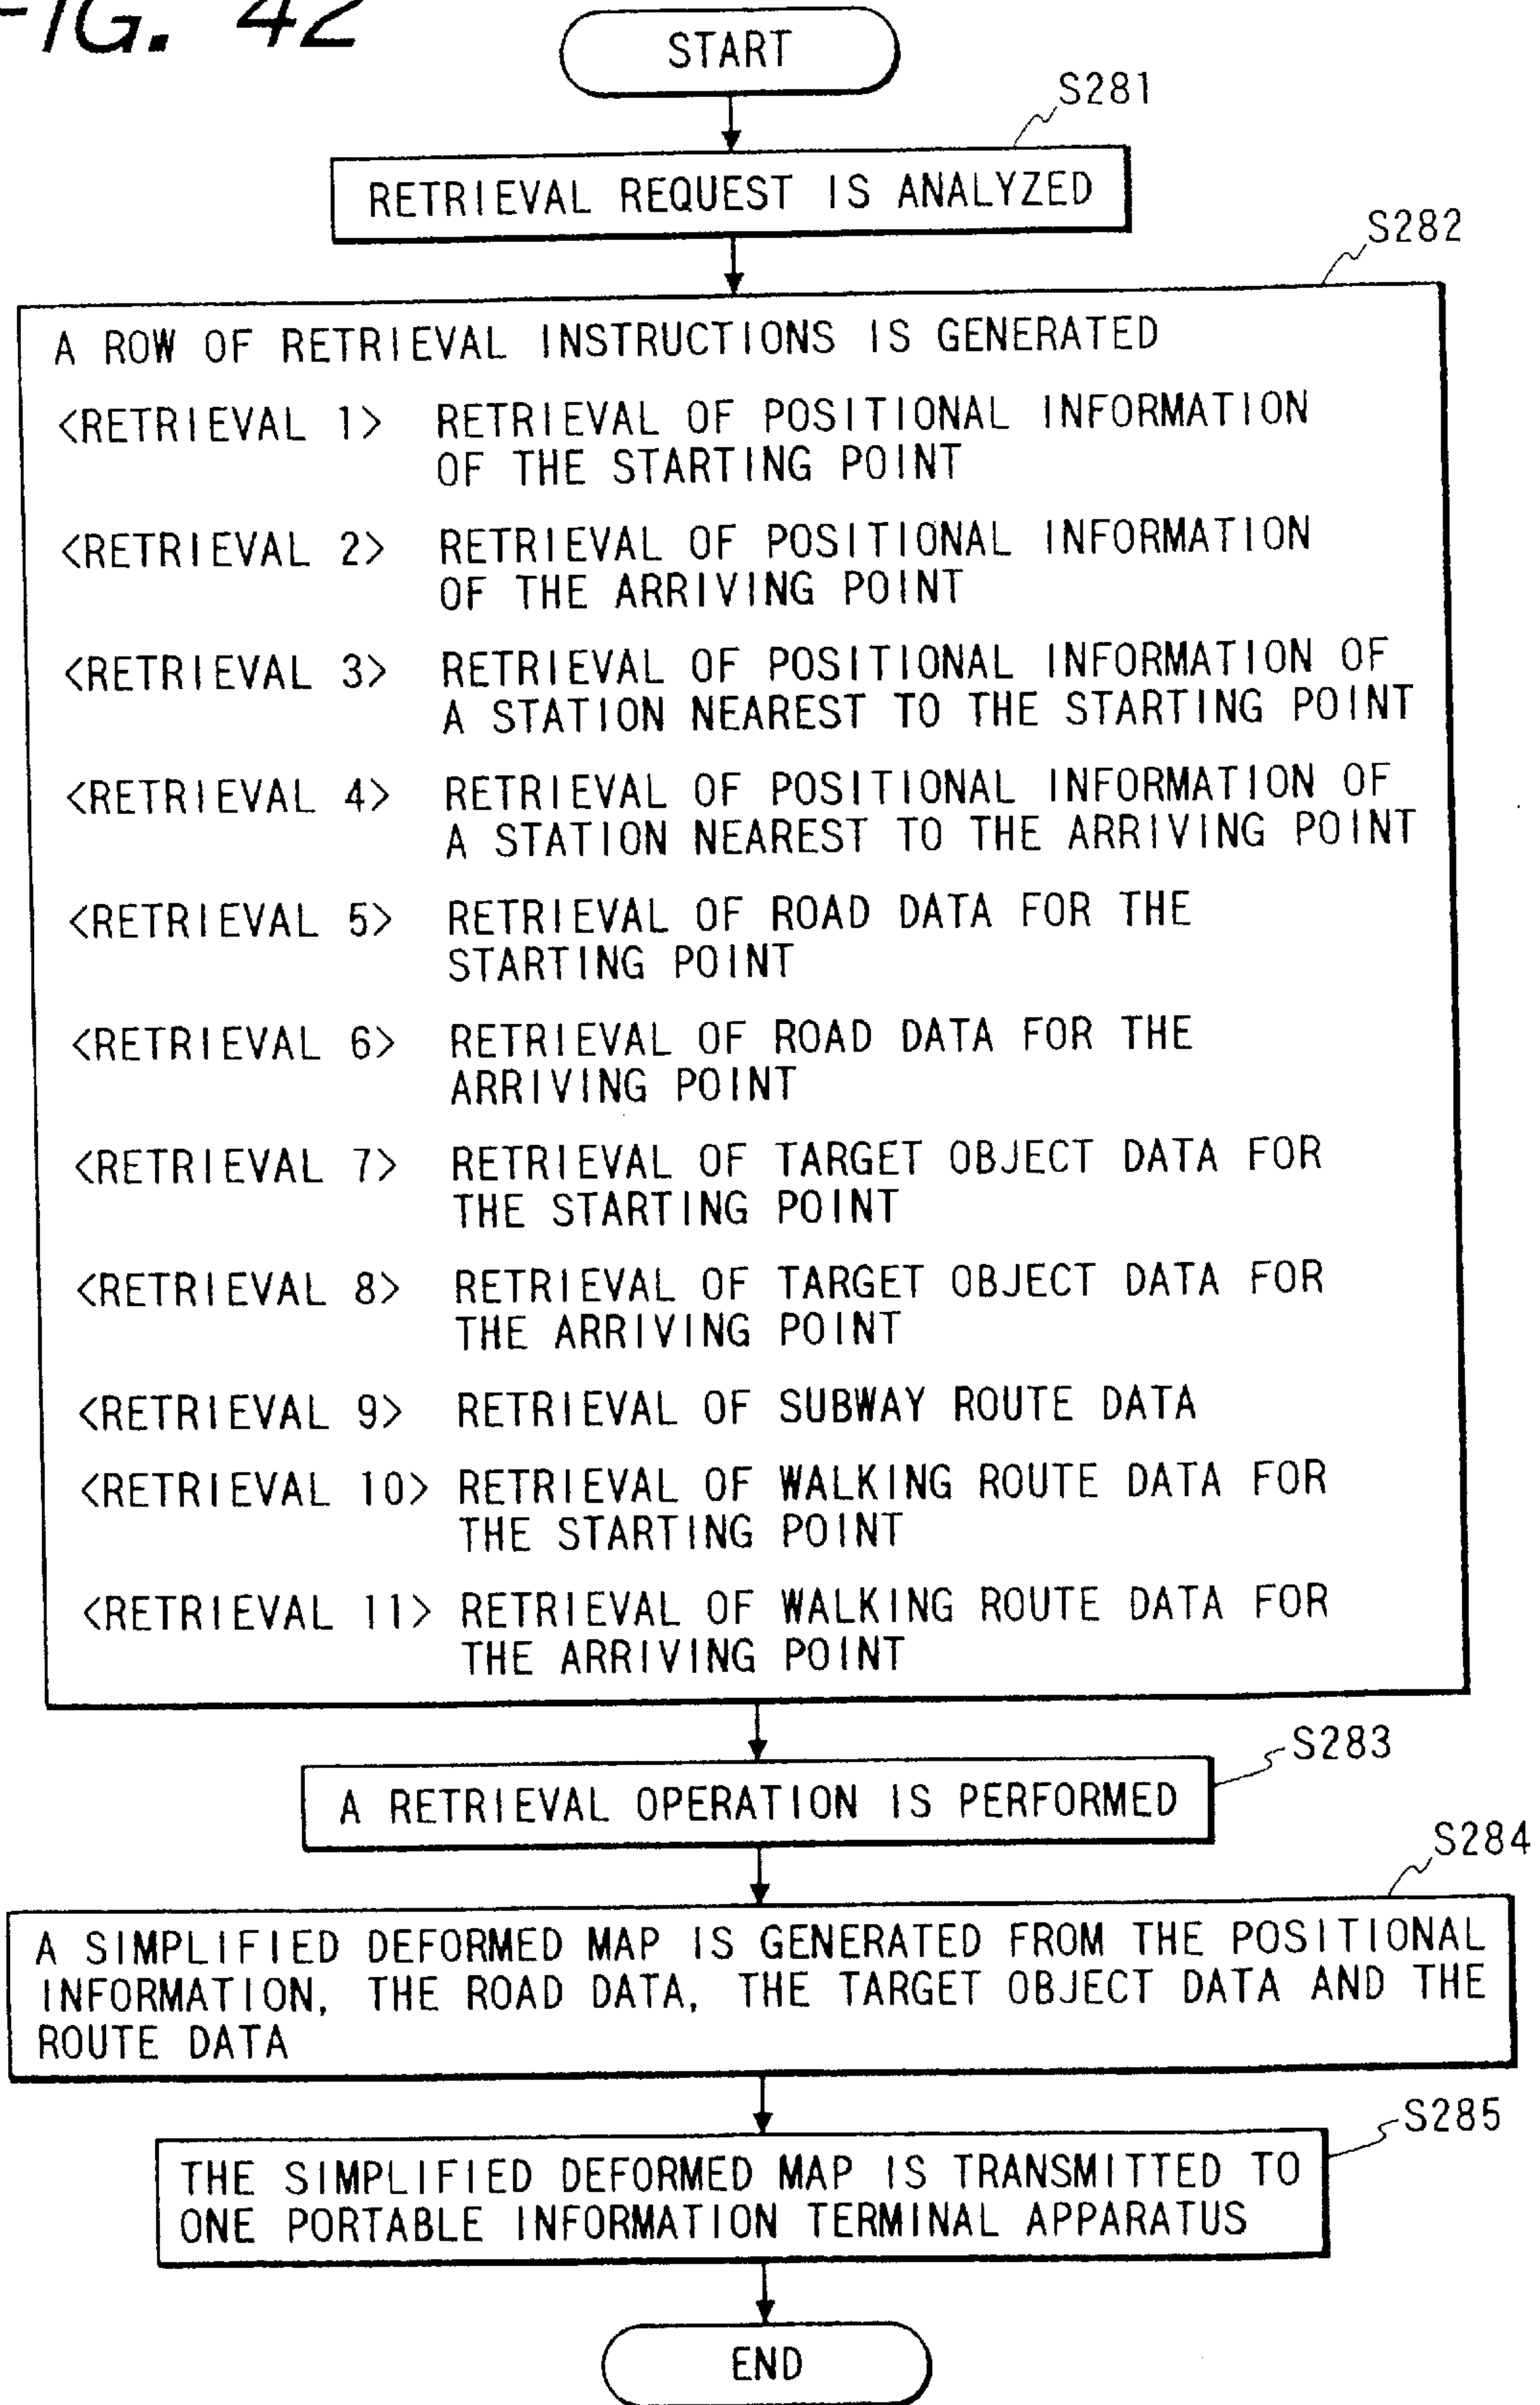 FIG. 42
START
S281
RETRIEVAL REQUEST IS ANALYZED
S282
A ROW OF RETRIEVAL INSTRUCTIONS IS GENERATED
<RETRIEVAL 1> RETRIEVAL OF POSITIONAL INFORMATION
OF THE STARTING POINT
<RETRIEVAL 2> RETRIEVAL OF POSITIONAL INFORMATION
OF THE ARRIVING POINT
<RETRIEVAL 3> RETRIEVAL OF POSITIONAL INFORMATION OF
A STATION NEAREST TO THE STARTING POINT
<RETRIEVAL 4> RETRIEVAL OF POSITIONAL INFORMATION OF
A STATION NEAREST TO THE ARRIVING POINT
<RETRIEVAL 5> RETRIEVAL OF ROAD DATA FOR THE
STARTING POINT
<RETRIEVAL 6> RETRIEVAL OF ROAD DATA FOR THE
ARRIVING POINT
<RETRIEVAL 7> RETRIEVAL OF TARGET OBJECT DATA FOR
THE STARTING POINT
<RETRIEVAL 8> RETRIEVAL OF TARGET OBJECT DATA FOR
THE ARRIVING POINT
<RETRIEVAL 9> RETRIEVAL OF SUBWAY ROUTE DATA
<RETRIEVAL 10> RETRIEVAL OF WALKING ROUTE DATA FOR
THE STARTING POINT
<RETRIEVAL 11> RETRIEVAL OF WALKING ROUTE DATA FOR
THE ARRIVING POINT
S283
A RETRIEVAL OPERATION IS PERFORMED
S284
A SIMPLIFIED DEFORMED MAP IS GENERATED FROM THE POSITIONAL
INFORMATION, THE ROAD DATA, THE TARGET OBJECT DATA AND THE
ROUTE DATA
S285
THE SIMPLIFIED DEFORMED MAP IS TRANSMITTED TO
ONE PORTABLE INFORMATION TERMINAL APPARATUS
END